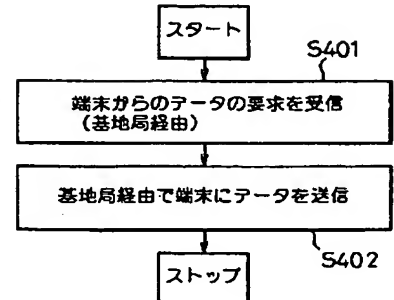 スタート
S401
端末からのデータの要求を受信
(基地局経由)
基地局経由で端末にデータを送信
S402
ストップ